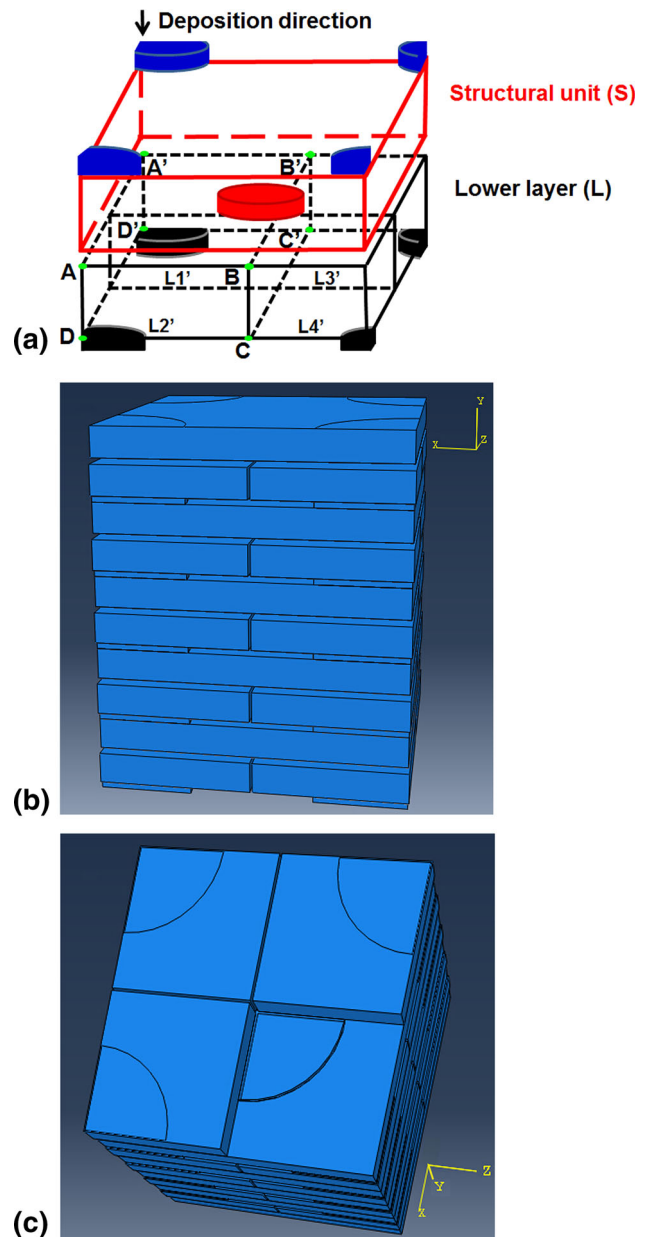 Deposition direction
Structural unit (S)
A' B'
Lower layer (L)
D' C'
A L1' B L3'
L2' L4'
D C
(a)
Y
X Z
(b)
Z
Y
X
(c)